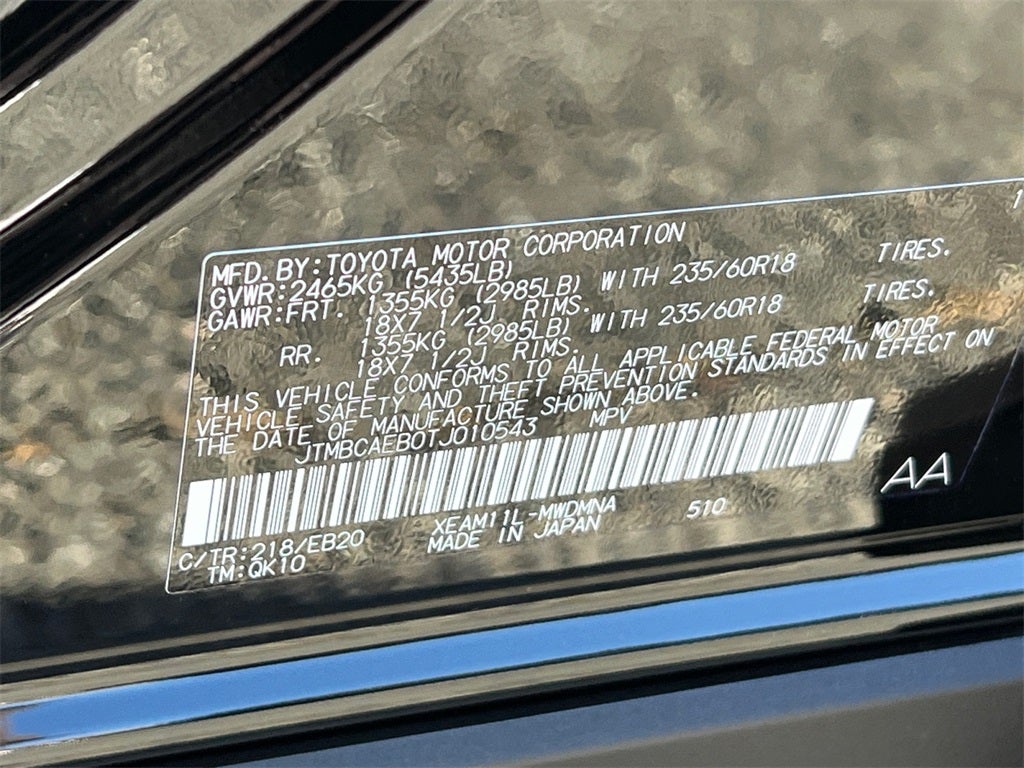 MFD.BY:TOYOTA MOTOR CORPORATION 1
GVWR:2465KG (5435LB)
GAWR:FRT. 1355KG (2985LB) WITH 235/60R18 TIRES.
18X7 1/2J RIMS.
RR. 1355KG (2985LB) WITH 235/60R18 TIRES.
18X7 1/2J RIMS.
THIS VEHICLE CONFORMS TO ALL APPLICABLE FEDERAL MOTOR
VEHICLE SAFETY AND THEFT PREVENTION STANDARDS IN EFFECT ON
THE DATE OF MANUFACTURE SHOWN ABOVE.
JTMBCAEB0TJ010543 MPV
AA
C/TR:218/EB20 XEAM11L-MWDMNA 510
TM:QK10 MADE IN JAPAN